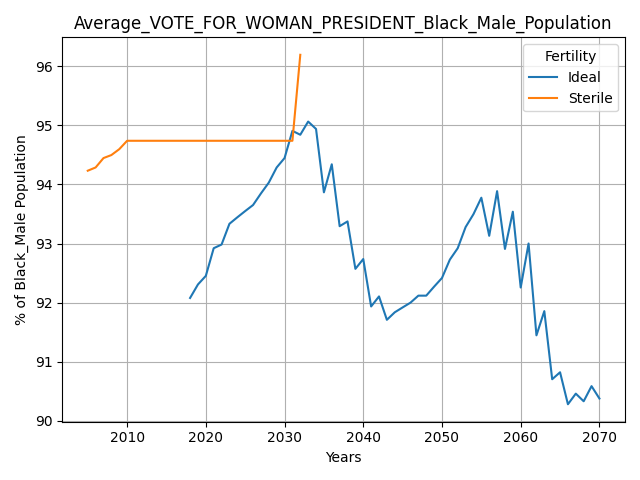 Average_VOTE_FOR_WOMAN_PRESIDENT_Black_Male_Population
Fertility
Ideal
Sterile
% of Black_Male Population
96
95
94
93
92
91
90
2010 2020 2030 2040 2050 2060 2070
Years